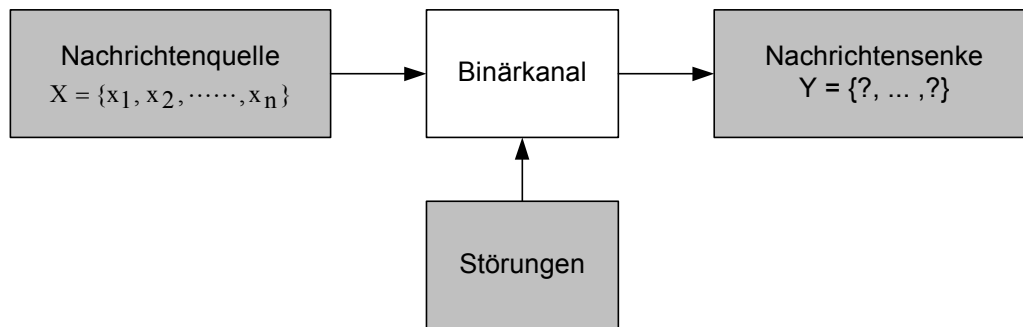 Nachrichtenquelle
X = {x1, x2, ······, xn}
Binärkanal
Nachrichtensenke
Y = {?, ... ,?}
Störungen